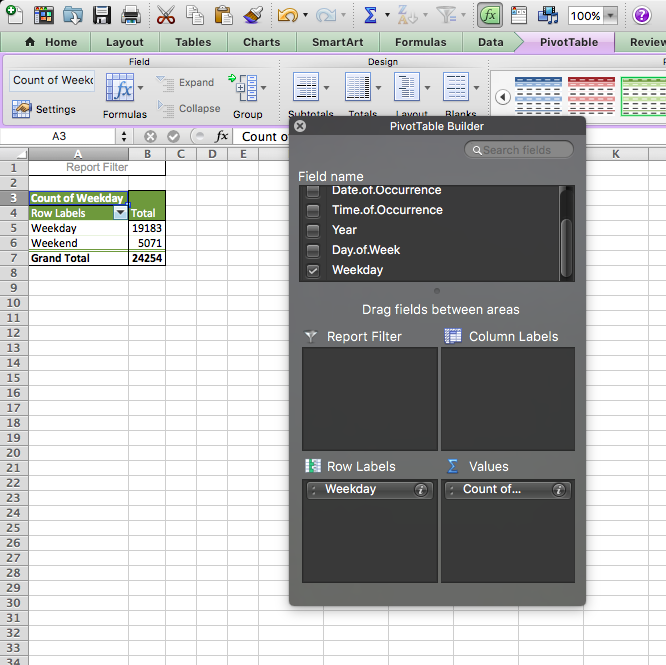 100%
Home Layout Tables Charts SmartArt Formulas Data PivotTable Review
Field Design
Count of Weekd Expand
Settings Formulas Collapse Group Subtotals Totals Layout Blanks
A3 fx Count o
PivotTable Builder
Search fields
A B C D E K
1 Report Filter
2
3 Count of Weekday
4 Row Labels Total
5 Weekday 19183
6 Weekend 5071
7 Grand Total 24254
8
9
10
11
12
13
14
15
16
17
18
19
20
21
22
23
24
25
26
27
28
29
30
31
32
33
34
Field name
Date.of.Occurrence
Time.of.Occurrence
Year
Day.of.Week
Weekday
Drag fields between areas
Report Filter Column Labels
Row Labels Values
Weekday Count of...